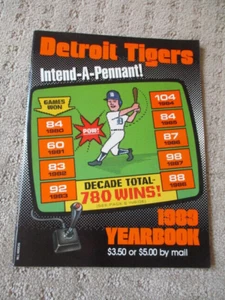 Detroit Tigers
Intend-A-Pennant!
GAMES
WON
84
1980
60
1981
83
1982
92
1983
POW!
104
1984
84
1985
87
1986
98
1987
88
1988
DECADE TOTAL-
780 WINS!
1989
YEARBOOK
$3.50 or $5.00 by mail